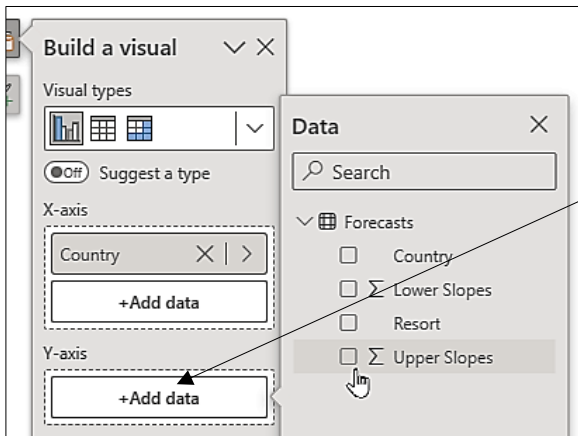 Build a visual
Visual types
Off Suggest a type
X-axis
Country
+Add data
Y-axis
+Add data
Data
Search
Forecasts
Country
Σ Lower Slopes
Resort
Σ Upper Slopes